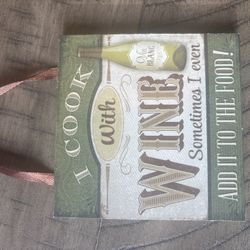 I COOK
With
WINE
Sometimes I even
ADD IT TO THE FOOD!